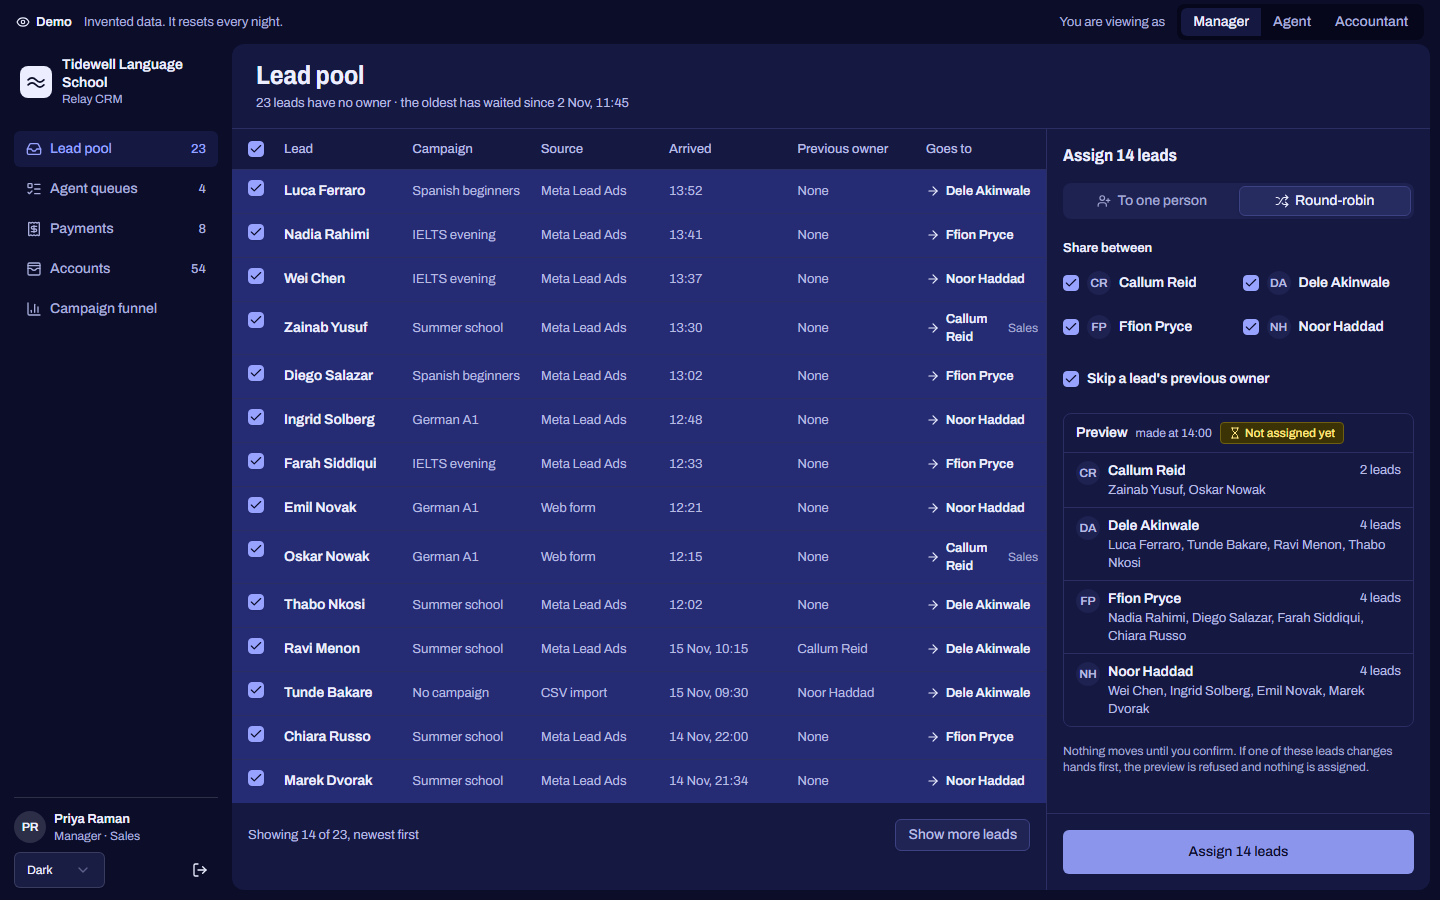 Demo Invented data. It resets every night.
You are viewing as Manager Agent Accountant
Tidewell Language School
Relay CRM
Lead pool 23
Agent queues 4
Payments 8
Accounts 54
Campaign funnel
PR Priya Raman
Manager · Sales
Dark
Lead pool
23 leads have no owner · the oldest has waited since 2 Nov, 11:45
Lead Campaign Source Arrived Previous owner Goes to
Luca Ferraro Spanish beginners Meta Lead Ads 13:52 None → Dele Akinwale
Nadia Rahimi IELTS evening Meta Lead Ads 13:41 None → Ffion Pryce
Wei Chen IELTS evening Meta Lead Ads 13:37 None → Noor Haddad
Zainab Yusuf Summer school Meta Lead Ads 13:30 None → Callum Reid Sales
Diego Salazar Spanish beginners Meta Lead Ads 13:02 None → Ffion Pryce
Ingrid Solberg German A1 Meta Lead Ads 12:48 None → Noor Haddad
Farah Siddiqui IELTS evening Meta Lead Ads 12:33 None → Ffion Pryce
Emil Novak German A1 Web form 12:21 None → Noor Haddad
Oskar Nowak German A1 Web form 12:15 None → Callum Reid Sales
Thabo Nkosi Summer school Meta Lead Ads 12:02 None → Dele Akinwale
Ravi Menon Summer school Meta Lead Ads 15 Nov, 10:15 Callum Reid → Dele Akinwale
Tunde Bakare No campaign CSV import 15 Nov, 09:30 Noor Haddad → Dele Akinwale
Chiara Russo Summer school Meta Lead Ads 14 Nov, 22:00 None → Ffion Pryce
Marek Dvorak Summer school Meta Lead Ads 14 Nov, 21:34 None → Noor Haddad
Showing 14 of 23, newest first
Show more leads
Assign 14 leads
To one person Round-robin
Share between
CR Callum Reid DA Dele Akinwale
FP Ffion Pryce NH Noor Haddad
Skip a lead's previous owner
Preview made at 14:00 Not assigned yet
CR Callum Reid 2 leads
Zainab Yusuf, Oskar Nowak
DA Dele Akinwale 4 leads
Luca Ferraro, Tunde Bakare, Ravi Menon, Thabo
Nkosi
FP Ffion Pryce 4 leads
Nadia Rahimi, Diego Salazar, Farah Siddiqui,
Chiara Russo
NH Noor Haddad 4 leads
Wei Chen, Ingrid Solberg, Emil Novak, Marek
Dvorak
Nothing moves until you confirm. If one of these leads changes
hands first, the preview is refused and nothing is assigned.
Assign 14 leads